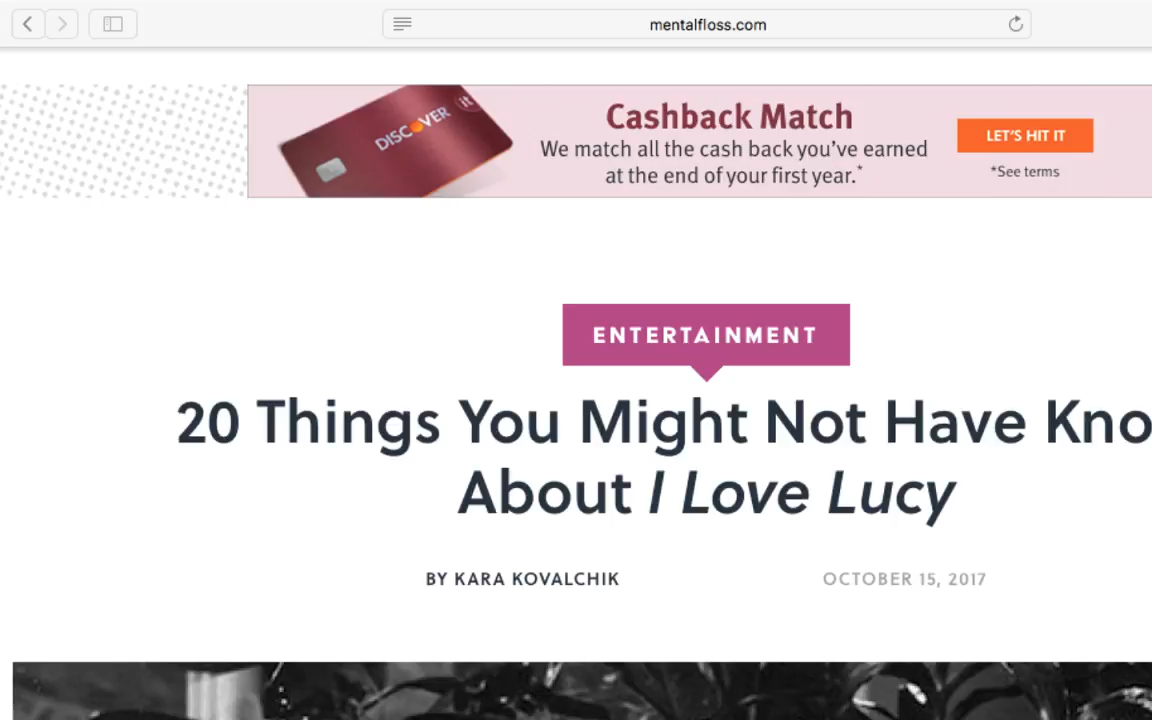 mentalfloss.com
DISCOVER it
Cashback Match
We match all the cash back you've earned
at the end of your first year.*
LET'S HIT IT
*See terms
ENTERTAINMENT
20 Things You Might Not Have Kno
About I Love Lucy
BY KARA KOVALCHIK
OCTOBER 15, 2017